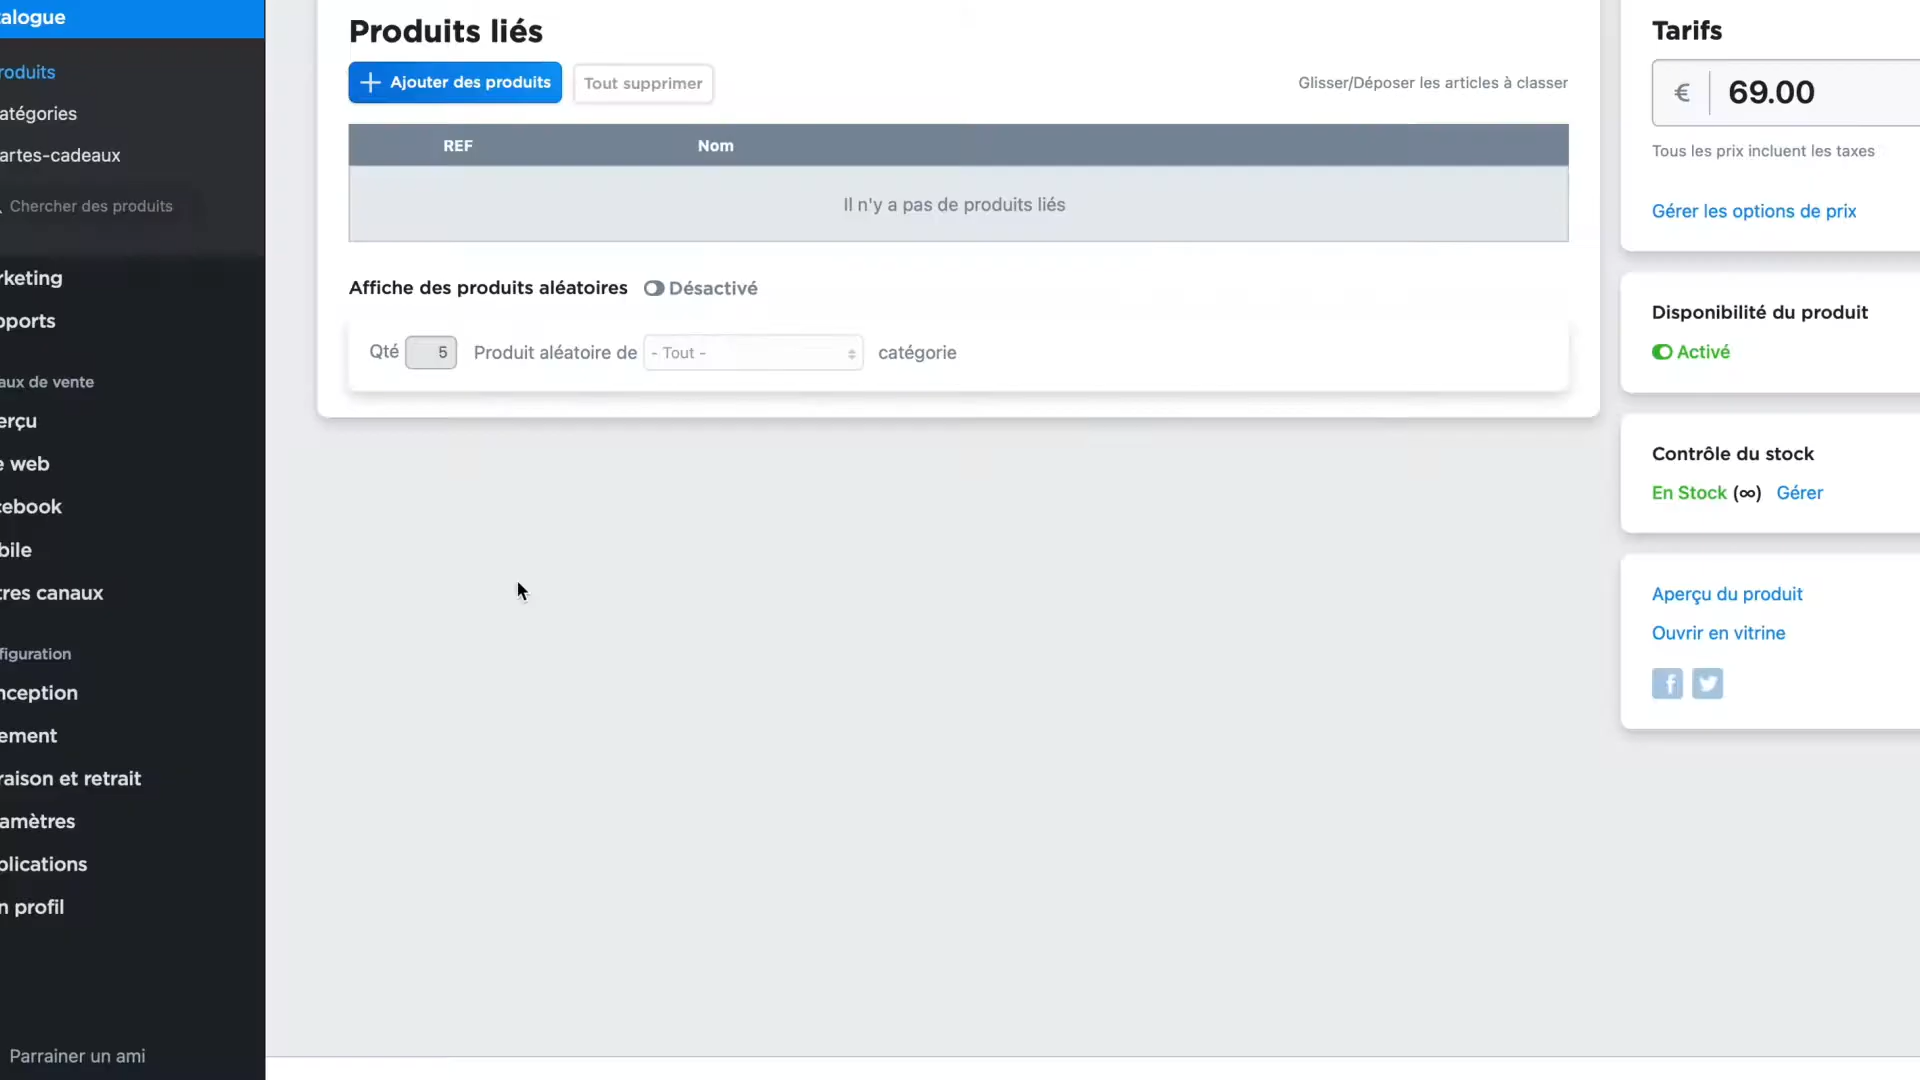 alogue
roduits
atégories
artes-cadeaux
Chercher des produits
rketing
pports
aux de vente
erçu
e web
cebook
bile
tres canaux
figuration
nception
ement
raison et retrait
amètres
plications
n profil
Parrainer un ami
Produits liés
Ajouter des produits
Tout supprimer
Glisser/Déposer les articles à classer
REF Nom
Il n'y a pas de produits liés
Affiche des produits aléatoires Désactivé
Qté 5 Produit aléatoire de - Tout - catégorie
Tarifs
€ 69.00
Tous les prix incluent les taxes
Gérer les options de prix
Disponibilité du produit
Activé
Contrôle du stock
En Stock (∞) Gérer
Aperçu du produit
Ouvrir en vitrine